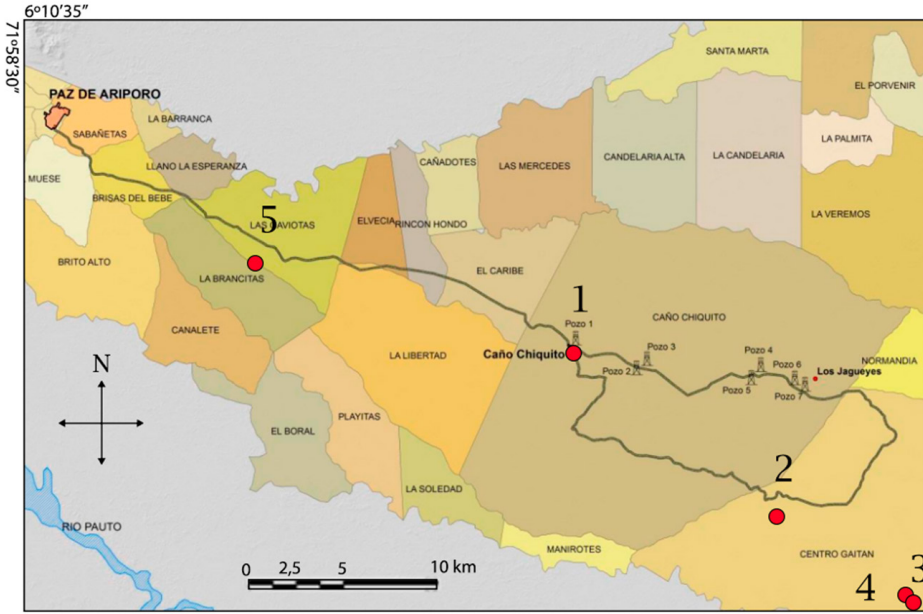 6º10'35"
71º58'30"
SANTA MARTA
EL PORVENIR
PAZ DE ARIPORO
LA BARRANCA
SABAÑETAS
LA PALMITA
LLANO LA ESPERANZA
CAÑADOTES
LAS MERCEDES
CANDELARIA ALTA
LA CANDELARIA
MUESE
BRISAS DEL BEBE
5
LAS GAVIOTAS
ELVECIA
RINCON HONDO
LA VEREMOS
BRITO ALTO
LA BRANCITAS
EL CARIBE
1
CAÑO CHIQUITO
Pozo 1
CANALETE
LA LIBERTAD
Caño Chiquito
Pozo 3
Pozo 2
Pozo 4
Pozo 6
Los Jagueyes
NORMANDIA
Pozo 5
Pozo 7
N
PLAYITAS
EL BORAL
2
LA SOLEDAD
RIO PAUTO
MANIROTES
CENTRO GAITAN
0 2,5 5 10 km
4
3